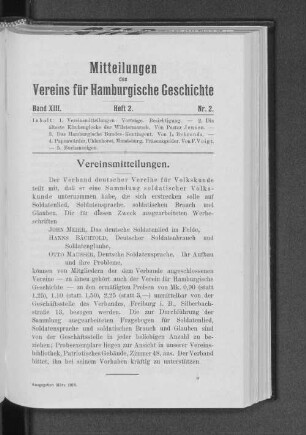 Mitteilungen
des
Vereins für Hamburgische Geschichte
Band XIII. Heft 2. Nr. 2.
Inhalt: 1. Vereinsmitteilungen. Vorträge. Besichtigung. — 2. Die
älteste Kirchenglocke der Wilstermarsch. Von Pastor Jensen. —
3. Das Hamburgische Bundes-Kontingent. Von
4. Von F. Voigt.
— 5.
Vereinsmitteilungen.
Der Verband deutscher Vereine für Volkskunde
teilt mit, daß er eine Sammlung soldatischer Volks-
kunde unternommen habe, die sich erstrecken solle auf
Soldatenlied, Soldatensprache, soldatischen Brauch und
Glauben. Die für diesen Zweck ausgearbeiteten Werbe-
schriften
JOHN MEIER, Das deutsche Soldatenlied im Felde,
HANNS BÄCHTOLD, Deutscher Soldatenbrauch und
Soldatenglaube,
OTTO MAUSSER, Deutsche Soldatensprache. Ihr Aufbau
und ihre Probleme,
können von Mitgliedern der dem Verbande angeschlossenen
Vereine — zu ihnen gehört auch der Verein für Hamburgische
Geschichte — zu den ermäßigten Preisen von Mk. 0,90 (statt
1,25), 1,10 (statt 1,50), 2,25 (statt 3,—) unmittelbar von
der Geschäftsstelle des Verbandes, Freiburg i. B., Silberbach-
straße 13, bezogen werden. Die zur Durchführung der
Sammlung ausgearbeiteten Fragebogen für Soldatenlied,
Soldatensprache und soldatischen Brauch und Glauben sind
von der Geschäftsstelle in jeder beliebigen Anzahl zu be-
ziehen; Probeexemplare liegen zur Ansicht in unserer Vereins-
bibliothek, Patriotisches Gebäude, Zimmer 48, aus. Der Verband
bittet, ihn bei seinem Vorhaben kräftig zu unterstützen.
Ausgegeben: März 1918.